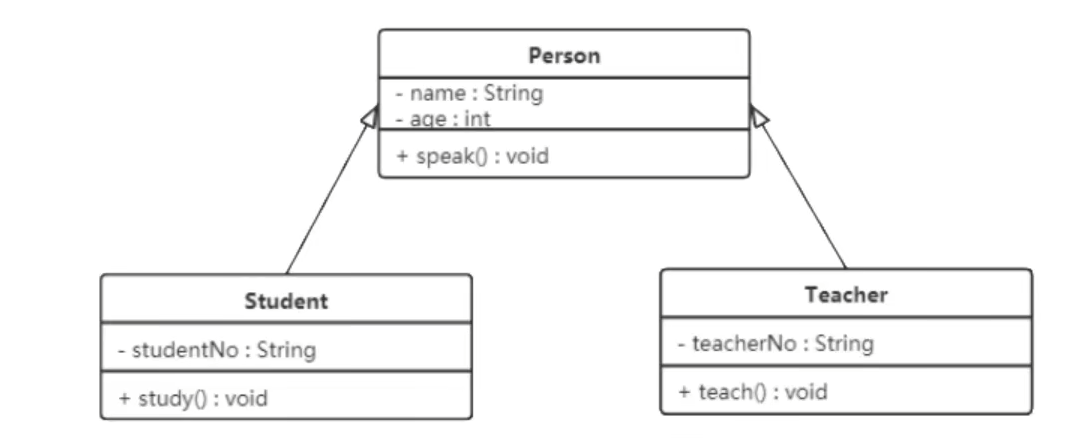 Person
- name : String
- age : int
+ speak() : void
Student
- studentNo : String
+ study() : void
Teacher
- teacherNo : String
+ teach() : void